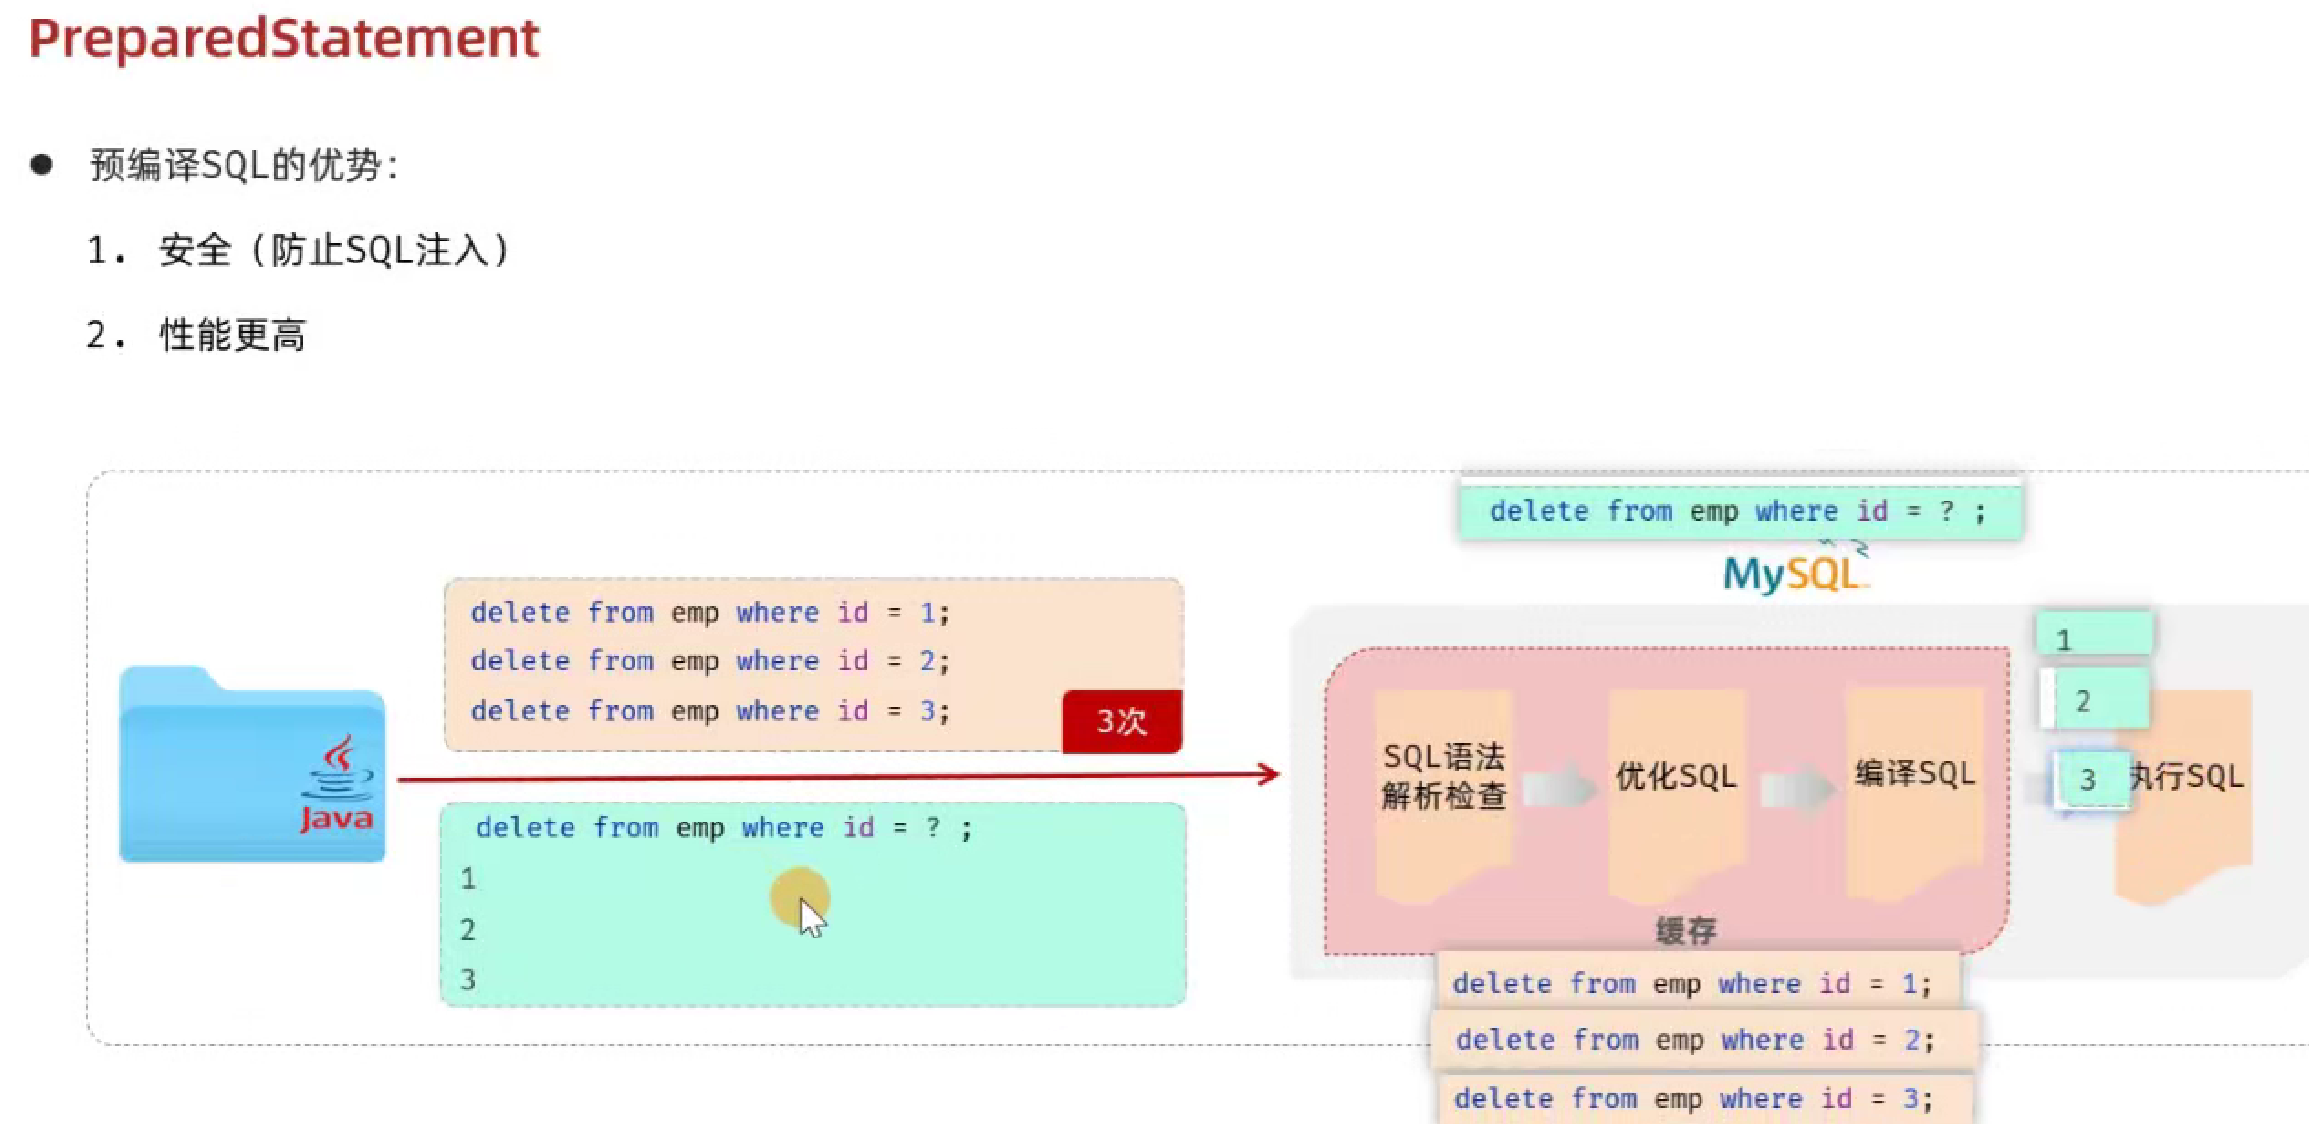 PreparedStatement
● 预编译SQL的优势：
1. 安全（防止SQL注入）
2. 性能更高
delete from emp where id = ? ;
MySQL
delete from emp where id = 1;
delete from emp where id = 2;
delete from emp where id = 3;
3次
Java
delete from emp where id = ? ;
1
2
3
SQL语法
解析检查
优化SQL
编译SQL
缓存
1
2
3
执行SQL
delete from emp where id = 1;
delete from emp where id = 2;
delete from emp where id = 3;